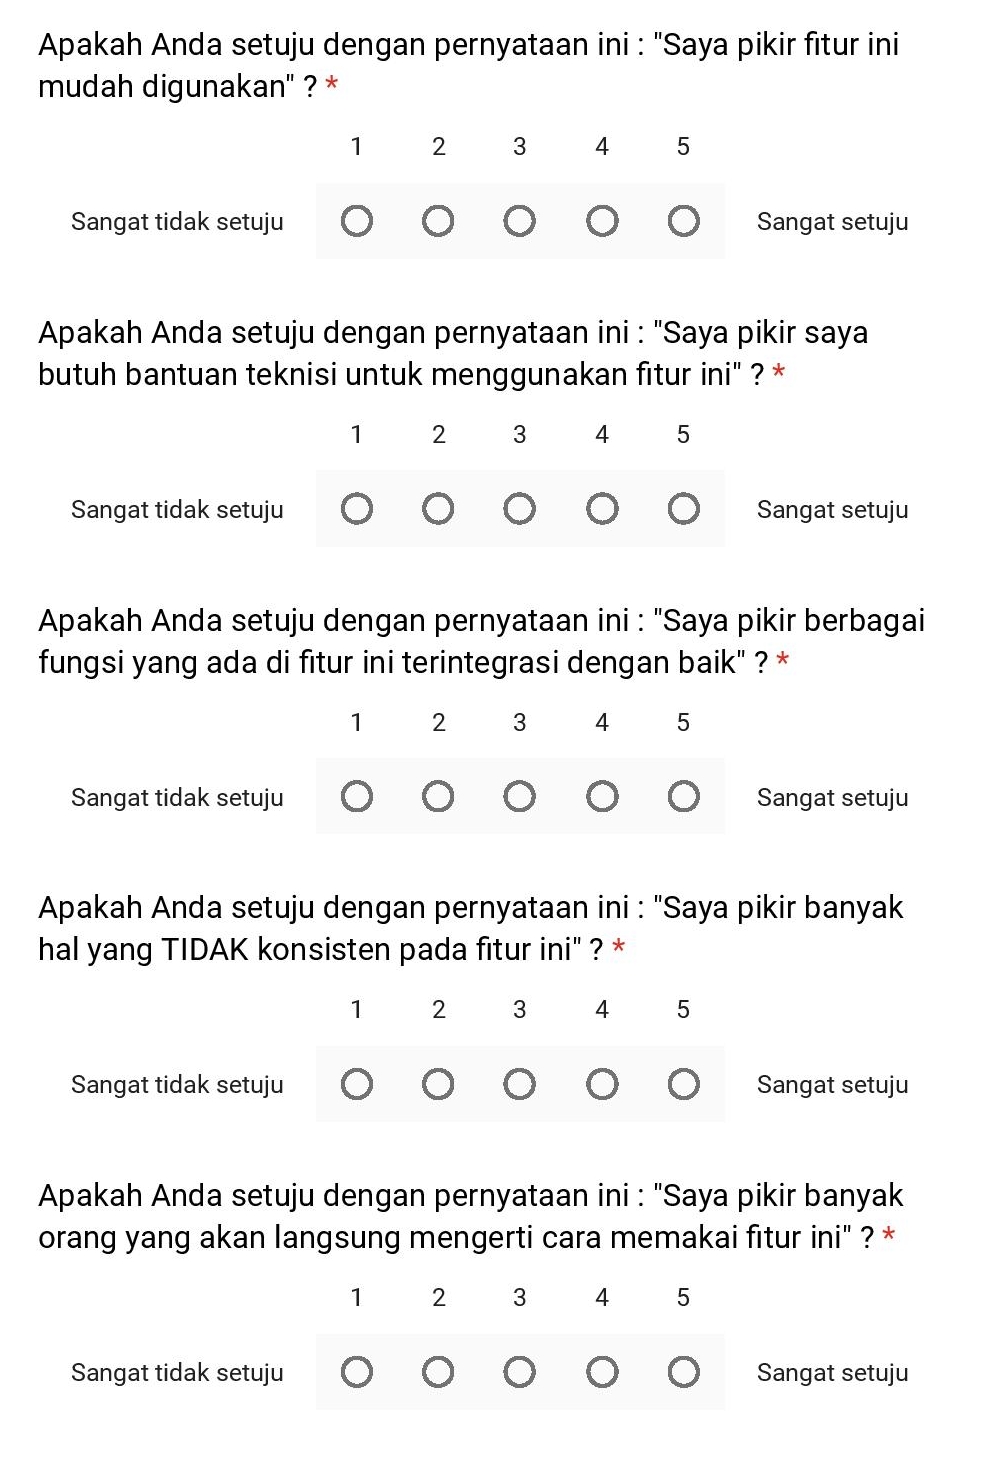 Apakah Anda setuju dengan pernyataan ini : "Saya pikir fitur ini
mudah digunakan" ? *
1 2 3 4 5
Sangat tidak setuju Sangat setuju
Apakah Anda setuju dengan pernyataan ini : "Saya pikir saya
butuh bantuan teknisi untuk menggunakan fitur ini" ? *
1 2 3 4 5
Sangat tidak setuju Sangat setuju
Apakah Anda setuju dengan pernyataan ini : "Saya pikir berbagai
fungsi yang ada di fitur ini terintegrasi dengan baik" ? *
1 2 3 4 5
Sangat tidak setuju Sangat setuju
Apakah Anda setuju dengan pernyataan ini : "Saya pikir banyak
hal yang TIDAK konsisten pada fitur ini" ? *
1 2 3 4 5
Sangat tidak setuju Sangat setuju
Apakah Anda setuju dengan pernyataan ini : "Saya pikir banyak
orang yang akan langsung mengerti cara memakai fitur ini" ? *
1 2 3 4 5
Sangat tidak setuju Sangat setuju